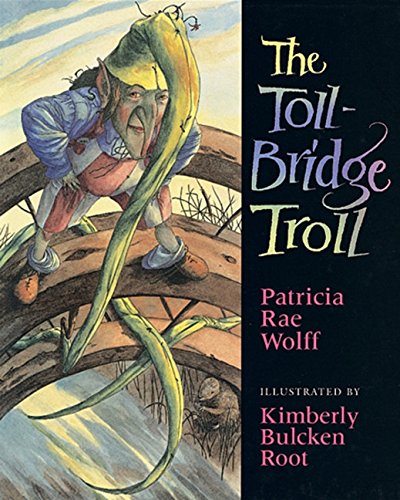 The
Toll-
Bridge
Troll
Patricia
Rae
Wolff
ILLUSTRATED BY
Kimberly
Bulcken
Root